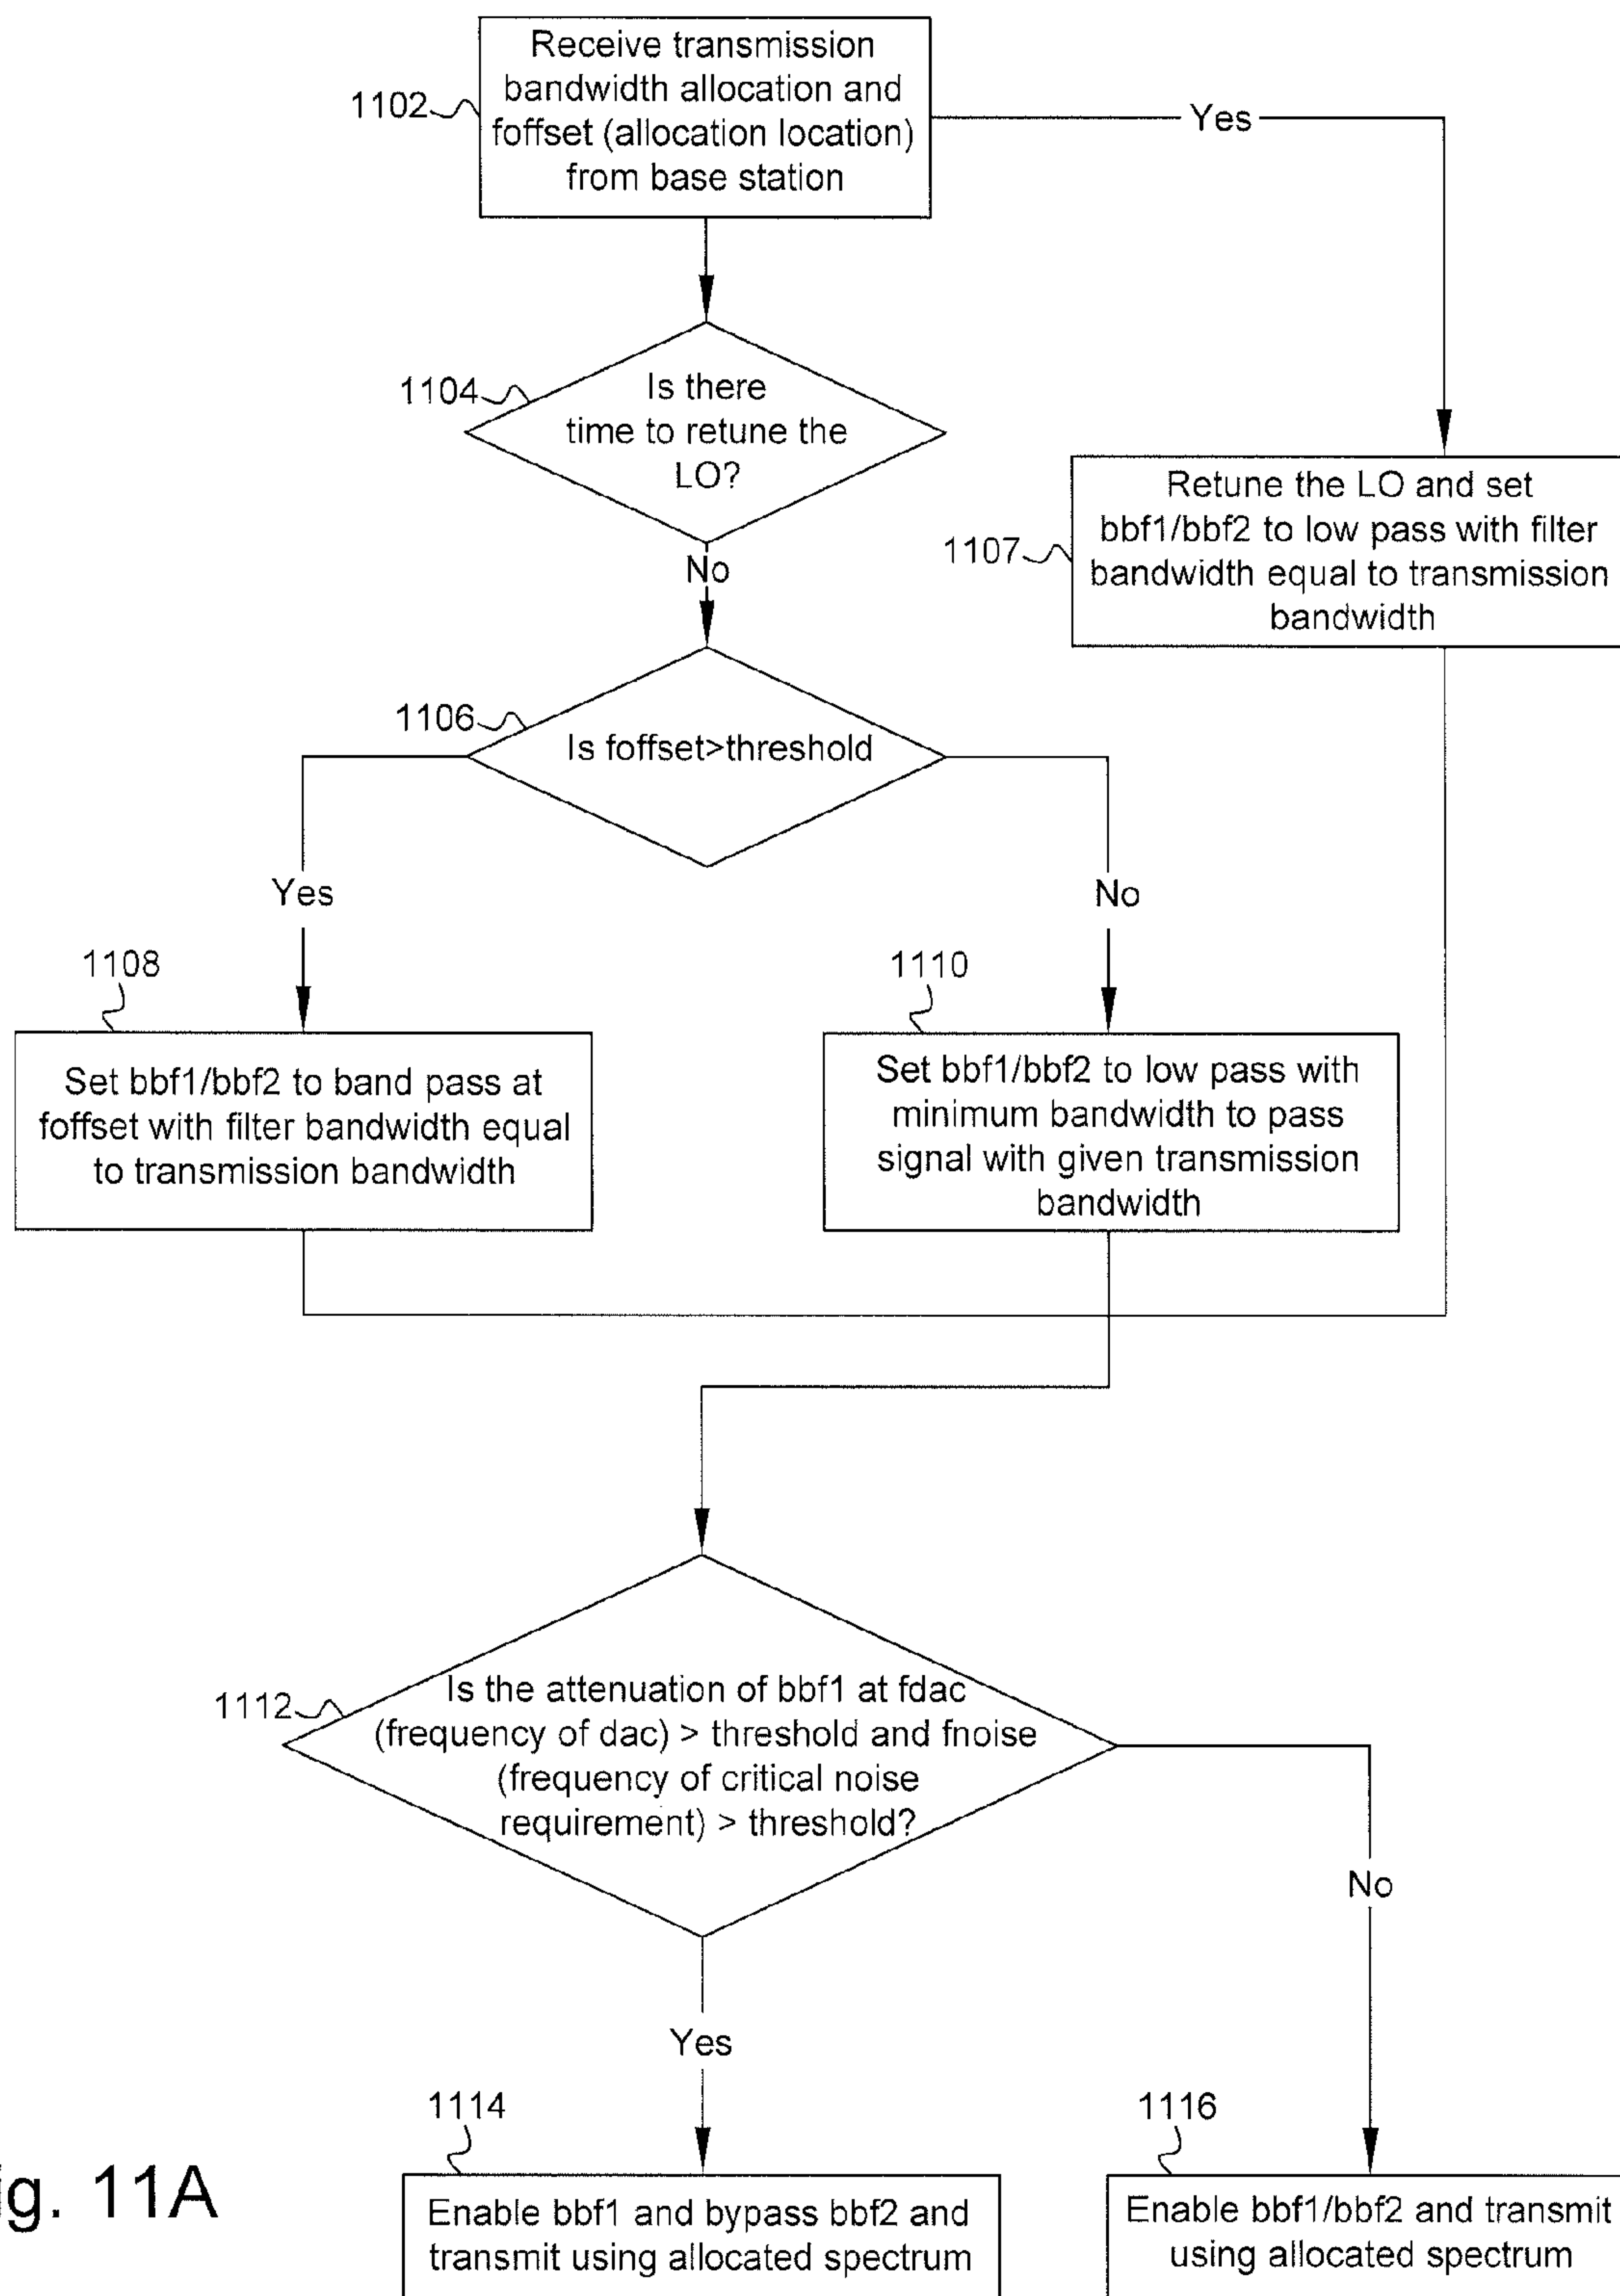 Receive transmission
bandwidth allocation and
foffset (allocation location)
from base station
1102
Yes
1104
Is there
time to retune the
LO?
No
Retune the LO and set
bbf1/bbf2 to low pass with filter
bandwidth equal to transmission
bandwidth
1107
1106
Is foffset>threshold
Yes
No
1108
1110
Set bbf1/bbf2 to band pass at
foffset with filter bandwidth equal
to transmission bandwidth
Set bbf1/bbf2 to low pass with
minimum bandwidth to pass
signal with given transmission
bandwidth
1112
Is the attenuation of bbf1 at fdac
(frequency of dac) > threshold and fnoise
(frequency of critical noise
requirement) > threshold?
Yes
No
1114
1116
Enable bbf1 and bypass bbf2 and
transmit using allocated spectrum
Enable bbf1/bbf2 and transmit
using allocated spectrum
ig. 11A